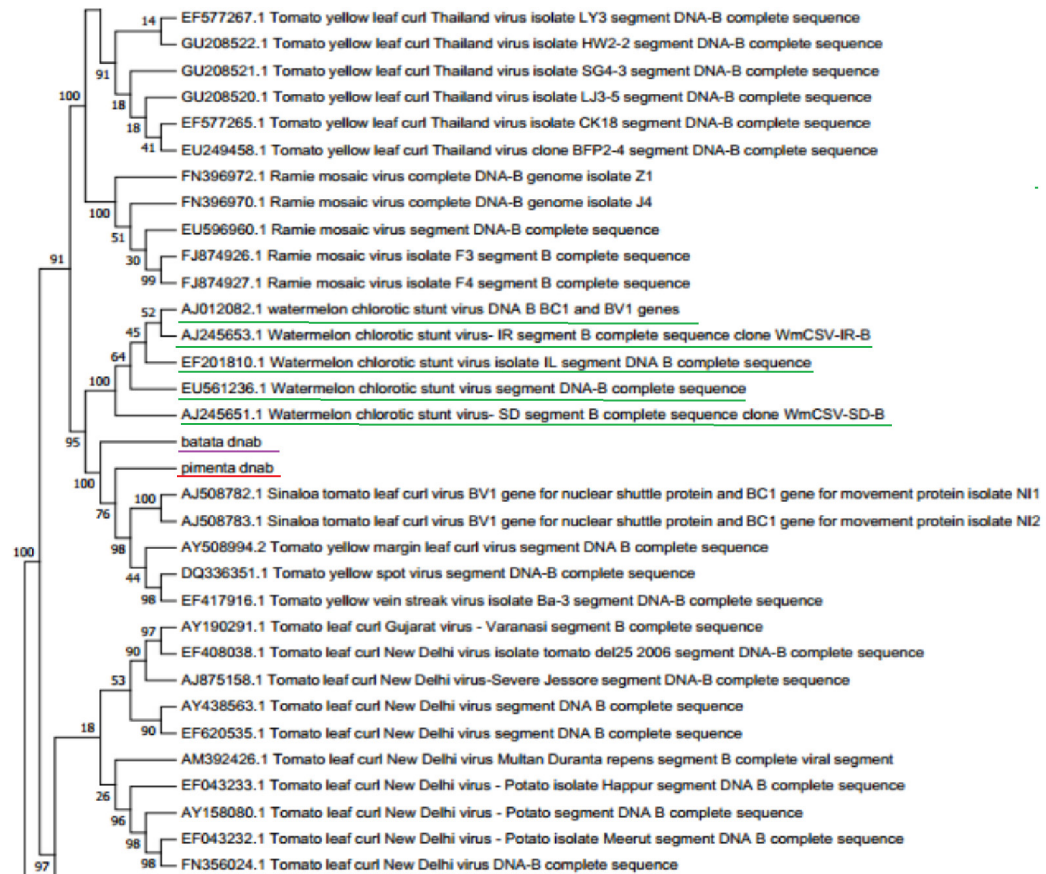 14 EF577267.1 Tomato yellow leaf curl Thailand virus isolate LY3 segment DNA-B complete sequence
GU208522.1 Tomato yellow leaf curl Thailand virus isolate HW2-2 segment DNA-B complete sequence
91 GU208521.1 Tomato yellow leaf curl Thailand virus isolate SG4-3 segment DNA-B complete sequence
100 18 GU208520.1 Tomato yellow leaf curl Thailand virus isolate LJ3-5 segment DNA-B complete sequence
18 EF577265.1 Tomato yellow leaf curl Thailand virus isolate CK18 segment DNA-B complete sequence
41 EU249458.1 Tomato yellow leaf curl Thailand virus clone BFP2-4 segment DNA-B complete sequence
FN396972.1 Ramie mosaic virus complete DNA-B genome isolate Z1
100 FN396970.1 Ramie mosaic virus complete DNA-B genome isolate J4
51 EU596960.1 Ramie mosaic virus segment DNA-B complete sequence
91 30 FJ874926.1 Ramie mosaic virus isolate F3 segment B complete sequence
99 FJ874927.1 Ramie mosaic virus isolate F4 segment B complete sequence
52 AJ012082.1 watermelon chlorotic stunt virus DNA B BC1 and BV1 genes
45 AJ245653.1 Watermelon chlorotic stunt virus- IR segment B complete sequence clone WmCSV-IR-B
64 EF201810.1 Watermelon chlorotic stunt virus isolate IL segment DNA B complete sequence
100 EU561236.1 Watermelon chlorotic stunt virus segment DNA-B complete sequence
AJ245651.1 Watermelon chlorotic stunt virus- SD segment B complete sequence clone WmCSV-SD-B
95 batata dnab
100 pimenta dnab
76 100 AJ508782.1 Sinaloa tomato leaf curl virus BV1 gene for nuclear shuttle protein and BC1 gene for movement protein isolate NI1
AJ508783.1 Sinaloa tomato leaf curl virus BV1 gene for nuclear shuttle protein and BC1 gene for movement protein isolate NI2
100 98 AY508994.2 Tomato yellow margin leaf curl virus segment DNA B complete sequence
44 DQ336351.1 Tomato yellow spot virus segment DNA-B complete sequence
98 EF417916.1 Tomato yellow vein streak virus isolate Ba-3 segment DNA-B complete sequence
97 AY190291.1 Tomato leaf curl Gujarat virus - Varanasi segment B complete sequence
90 EF408038.1 Tomato leaf curl New Delhi virus isolate tomato del25 2006 segment DNA-B complete sequence
53 AJ875158.1 Tomato leaf curl New Delhi virus-Severe Jessore segment DNA-B complete sequence
AY438563.1 Tomato leaf curl New Delhi virus segment DNA B complete sequence
18 90 EF620535.1 Tomato leaf curl New Delhi virus segment DNA B complete sequence
AM392426.1 Tomato leaf curl New Delhi virus Multan Duranta repens segment B complete viral segment
26 EF043233.1 Tomato leaf curl New Delhi virus - Potato isolate Happur segment DNA B complete sequence
96 AY158080.1 Tomato leaf curl New Delhi virus - Potato segment DNA B complete sequence
98 EF043232.1 Tomato leaf curl New Delhi virus - Potato isolate Meerut segment DNA B complete sequence
97 98 FN356024.1 Tomato leaf curl New Delhi virus DNA-B complete sequence